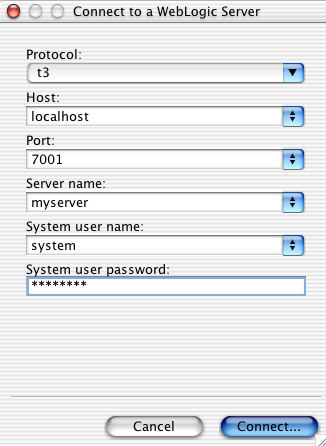 Connect to a WebLogic Server
Protocol:
t3
Host:
localhost
Port:
7001
Server name:
myserver
System user name:
system
System user password:
********
Cancel
Connect...